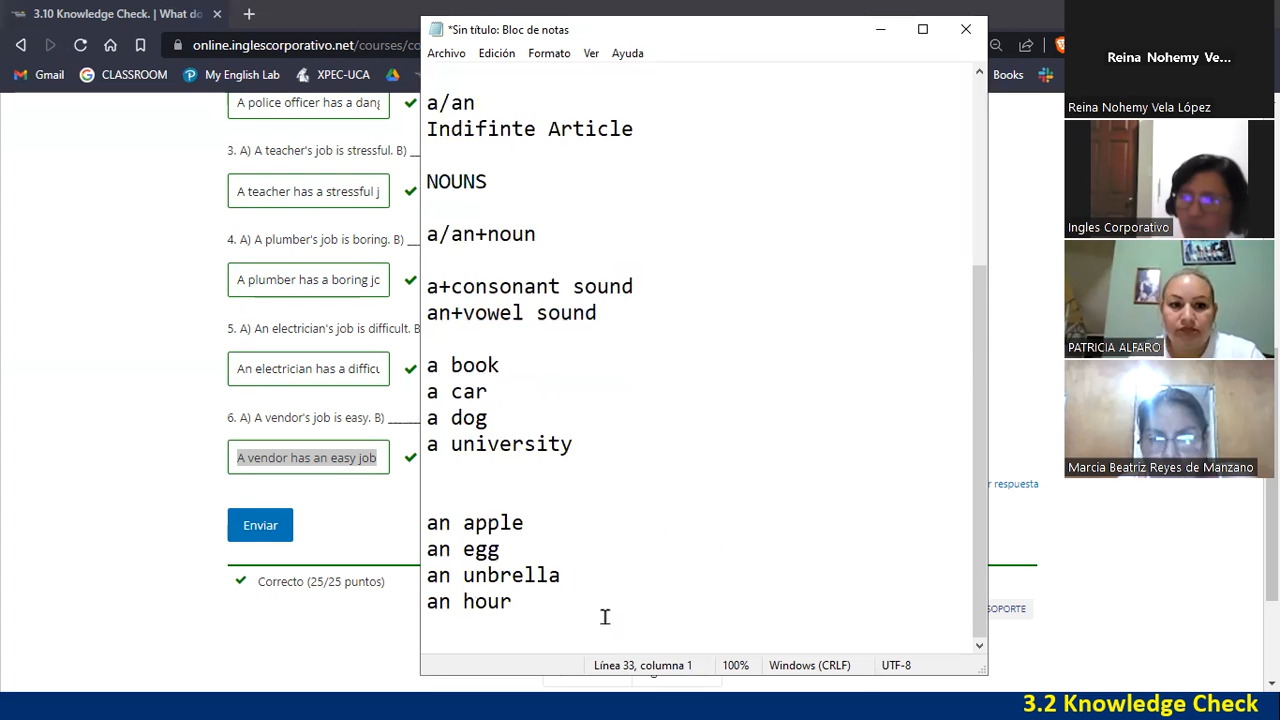 3.10 Knowledge Check. | What do
*Sin título: Bloc de notas
online.inglescorporativo.net/courses/co
Archivo Edición Formato Ver Ayuda
Gmail CLASSROOM My English Lab XPEC-UCA
Books
A police officer has a dang
3. A) A teacher's job is stressful. B)
A teacher has a stressful j
4. A) A plumber's job is boring. B)
A plumber has a boring jo
5. A) An electrician's job is difficult. B
An electrician has a difficu
6. A) A vendor's job is easy. B)
A vendor has an easy job
Enviar
Correcto (25/25 puntos)
a/an
Indifinte Article
NOUNS
a/an+noun
a+consonant sound
an+vowel sound
a book
a car
a dog
a university
an apple
an egg
an unbrella
an hour
Línea 33, columna 1 100% Windows (CRLF) UTF-8
r respuesta
SOPORTE
Reina Nohemy Ve...
Reina Nohemy Vela López
Ingles Corporativo
PATRICIA ALFARO
Marcia Beatriz Reyes de Manzano
3.2 Knowledge Check